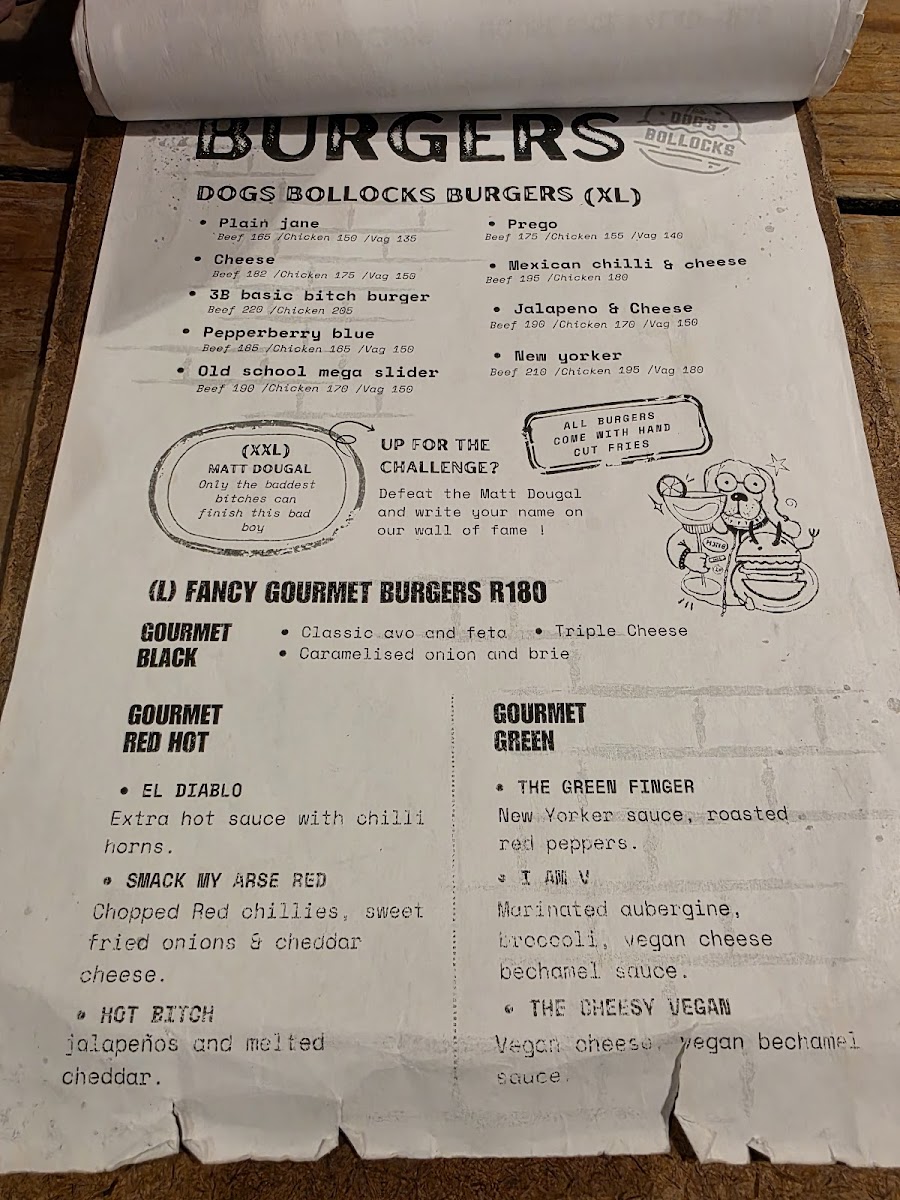 BURGERS
DOG'S
BOLLOCKS
DOGS BOLLOCKS BURGERS (XL)
• Plain jane
Beef 165 /Chicken 150 /Vag 135
• Cheese
Beef 182 /Chicken 175 /Vag 150
• 3B basic bitch burger
Beef 220 /Chicken 205
• Pepperberry blue
Beef 185 /Chicken 165 /Vag 150
• Old school mega slider
Beef 190 /Chicken 170 /Vag 150
• Prego
Beef 175 /Chicken 155 /Vag 140
• Mexican chilli & cheese
Beef 195 /Chicken 180
• Jalapeno & Cheese
Beef 190 /Chicken 170 /Vag 150
• New yorker
Beef 210 /Chicken 195 /Vag 180
(XXL)
MATT DOUGAL
Only the baddest
bitches can
finish this bad
boy
UP FOR THE
CHALLENGE?
Defeat the Matt Dougal
and write your name on
our wall of fame !
ALL BURGERS
COME WITH HAND
CUT FRIES
(L) FANCY GOURMET BURGERS R180
GOURMET
BLACK
• Classic avo and feta • Triple Cheese
• Caramelised onion and brie
GOURMET
RED HOT
• EL DIABLO
Extra hot sauce with chilli
horns.
• SMACK MY ARSE RED
Chopped Red chillies, sweet
fried onions & cheddar
cheese.
• HOT BITCH
jalapeños and melted
cheddar.
GOURMET
GREEN
• THE GREEN FINGER
New Yorker sauce, roasted
red peppers.
• I AM V
Marinated aubergine,
broccoli, vegan cheese
bechamel sauce.
• THE CHEESY VEGAN
Vegan cheese, vegan bechamel
sauce.